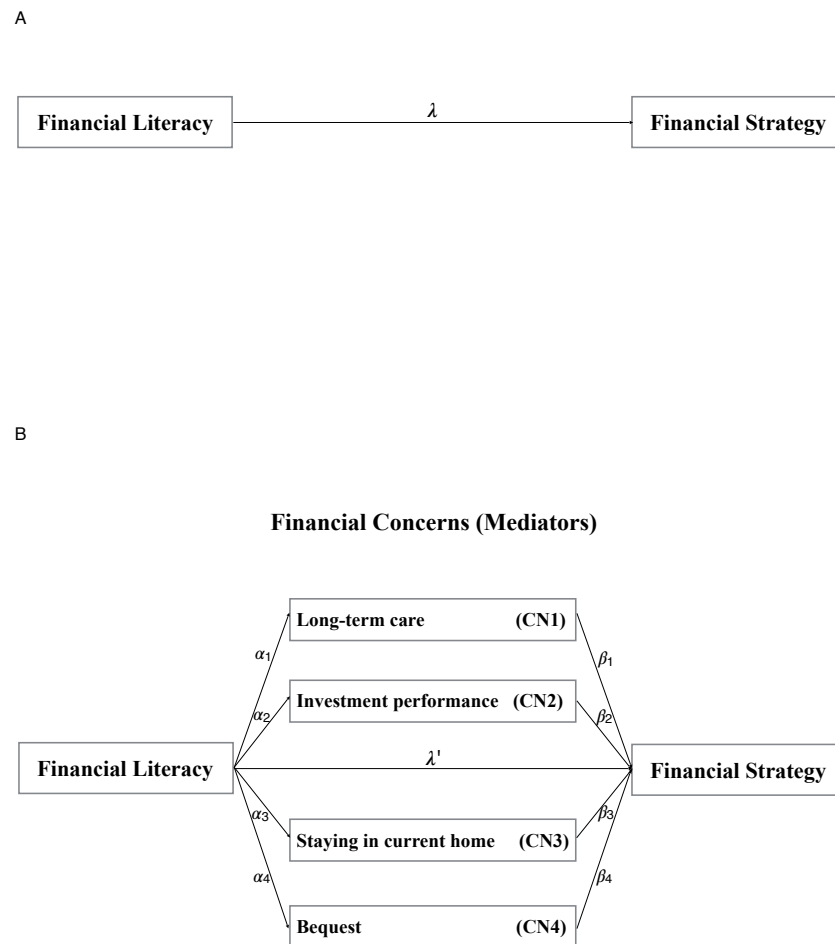 A
λ
Financial Literacy Financial Strategy
B
Financial Concerns (Mediators)
Long-term care (CN1)
α1 β1
Investment performance (CN2)
α2 β2
λ'
Financial Literacy Financial Strategy
α3 β3
Staying in current home (CN3)
α4 β4
Bequest (CN4)